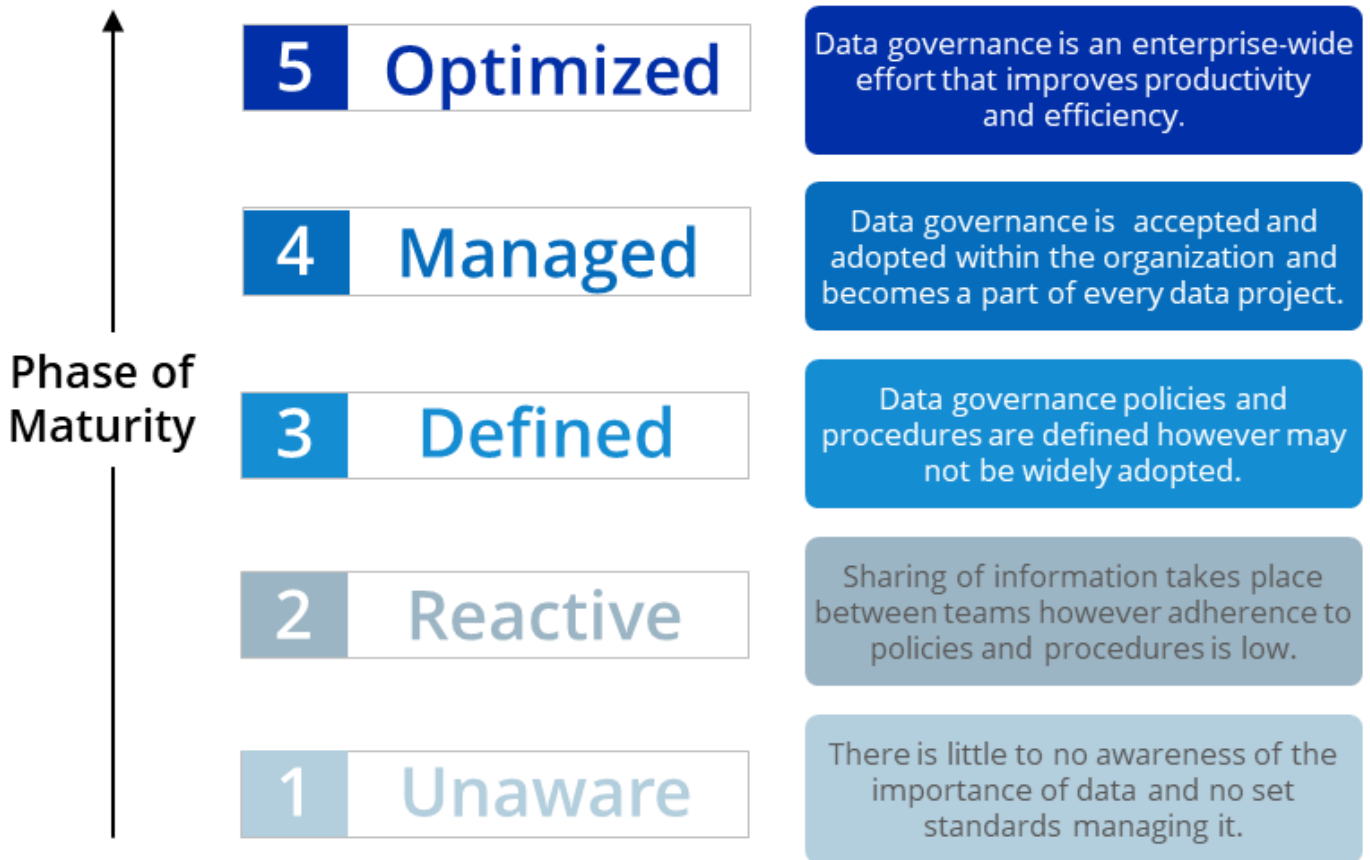 5 Optimized
Data governance is an enterprise-wide
effort that improves productivity
and efficiency.
4 Managed
Data governance is accepted and
adopted within the organization and
becomes a part of every data project.
Phase of
Maturity
3 Defined
Data governance policies and
procedures are defined however may
not be widely adopted.
2 Reactive
Sharing of information takes place
between teams however adherence to
policies and procedures is low.
1 Unaware
There is little to no awareness of the
importance of data and no set
standards managing it.